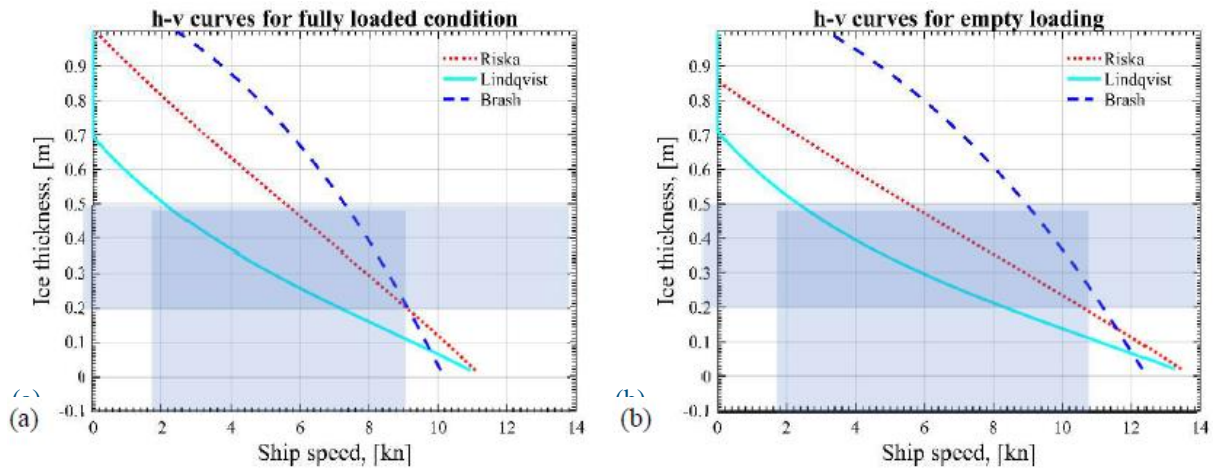 h-v curves for fully loaded condition
Riska
Lindqvist
Brash
0.9
0.8
0.7
0.6
0.5
0.4
0.3
0.2
0.1
0
-0.1
Ice thickness, [m]
0 2 4 6 8 10 12 14
Ship speed, [kn]
(a)
h-v curves for empty loading
Riska
Lindqvist
Brash
0.9
0.8
0.7
0.6
0.5
0.4
0.3
0.2
0.1
0
-0.1
Ice thickness, [m]
0 2 4 6 8 10 12 14
Ship speed, [kn]
(b)